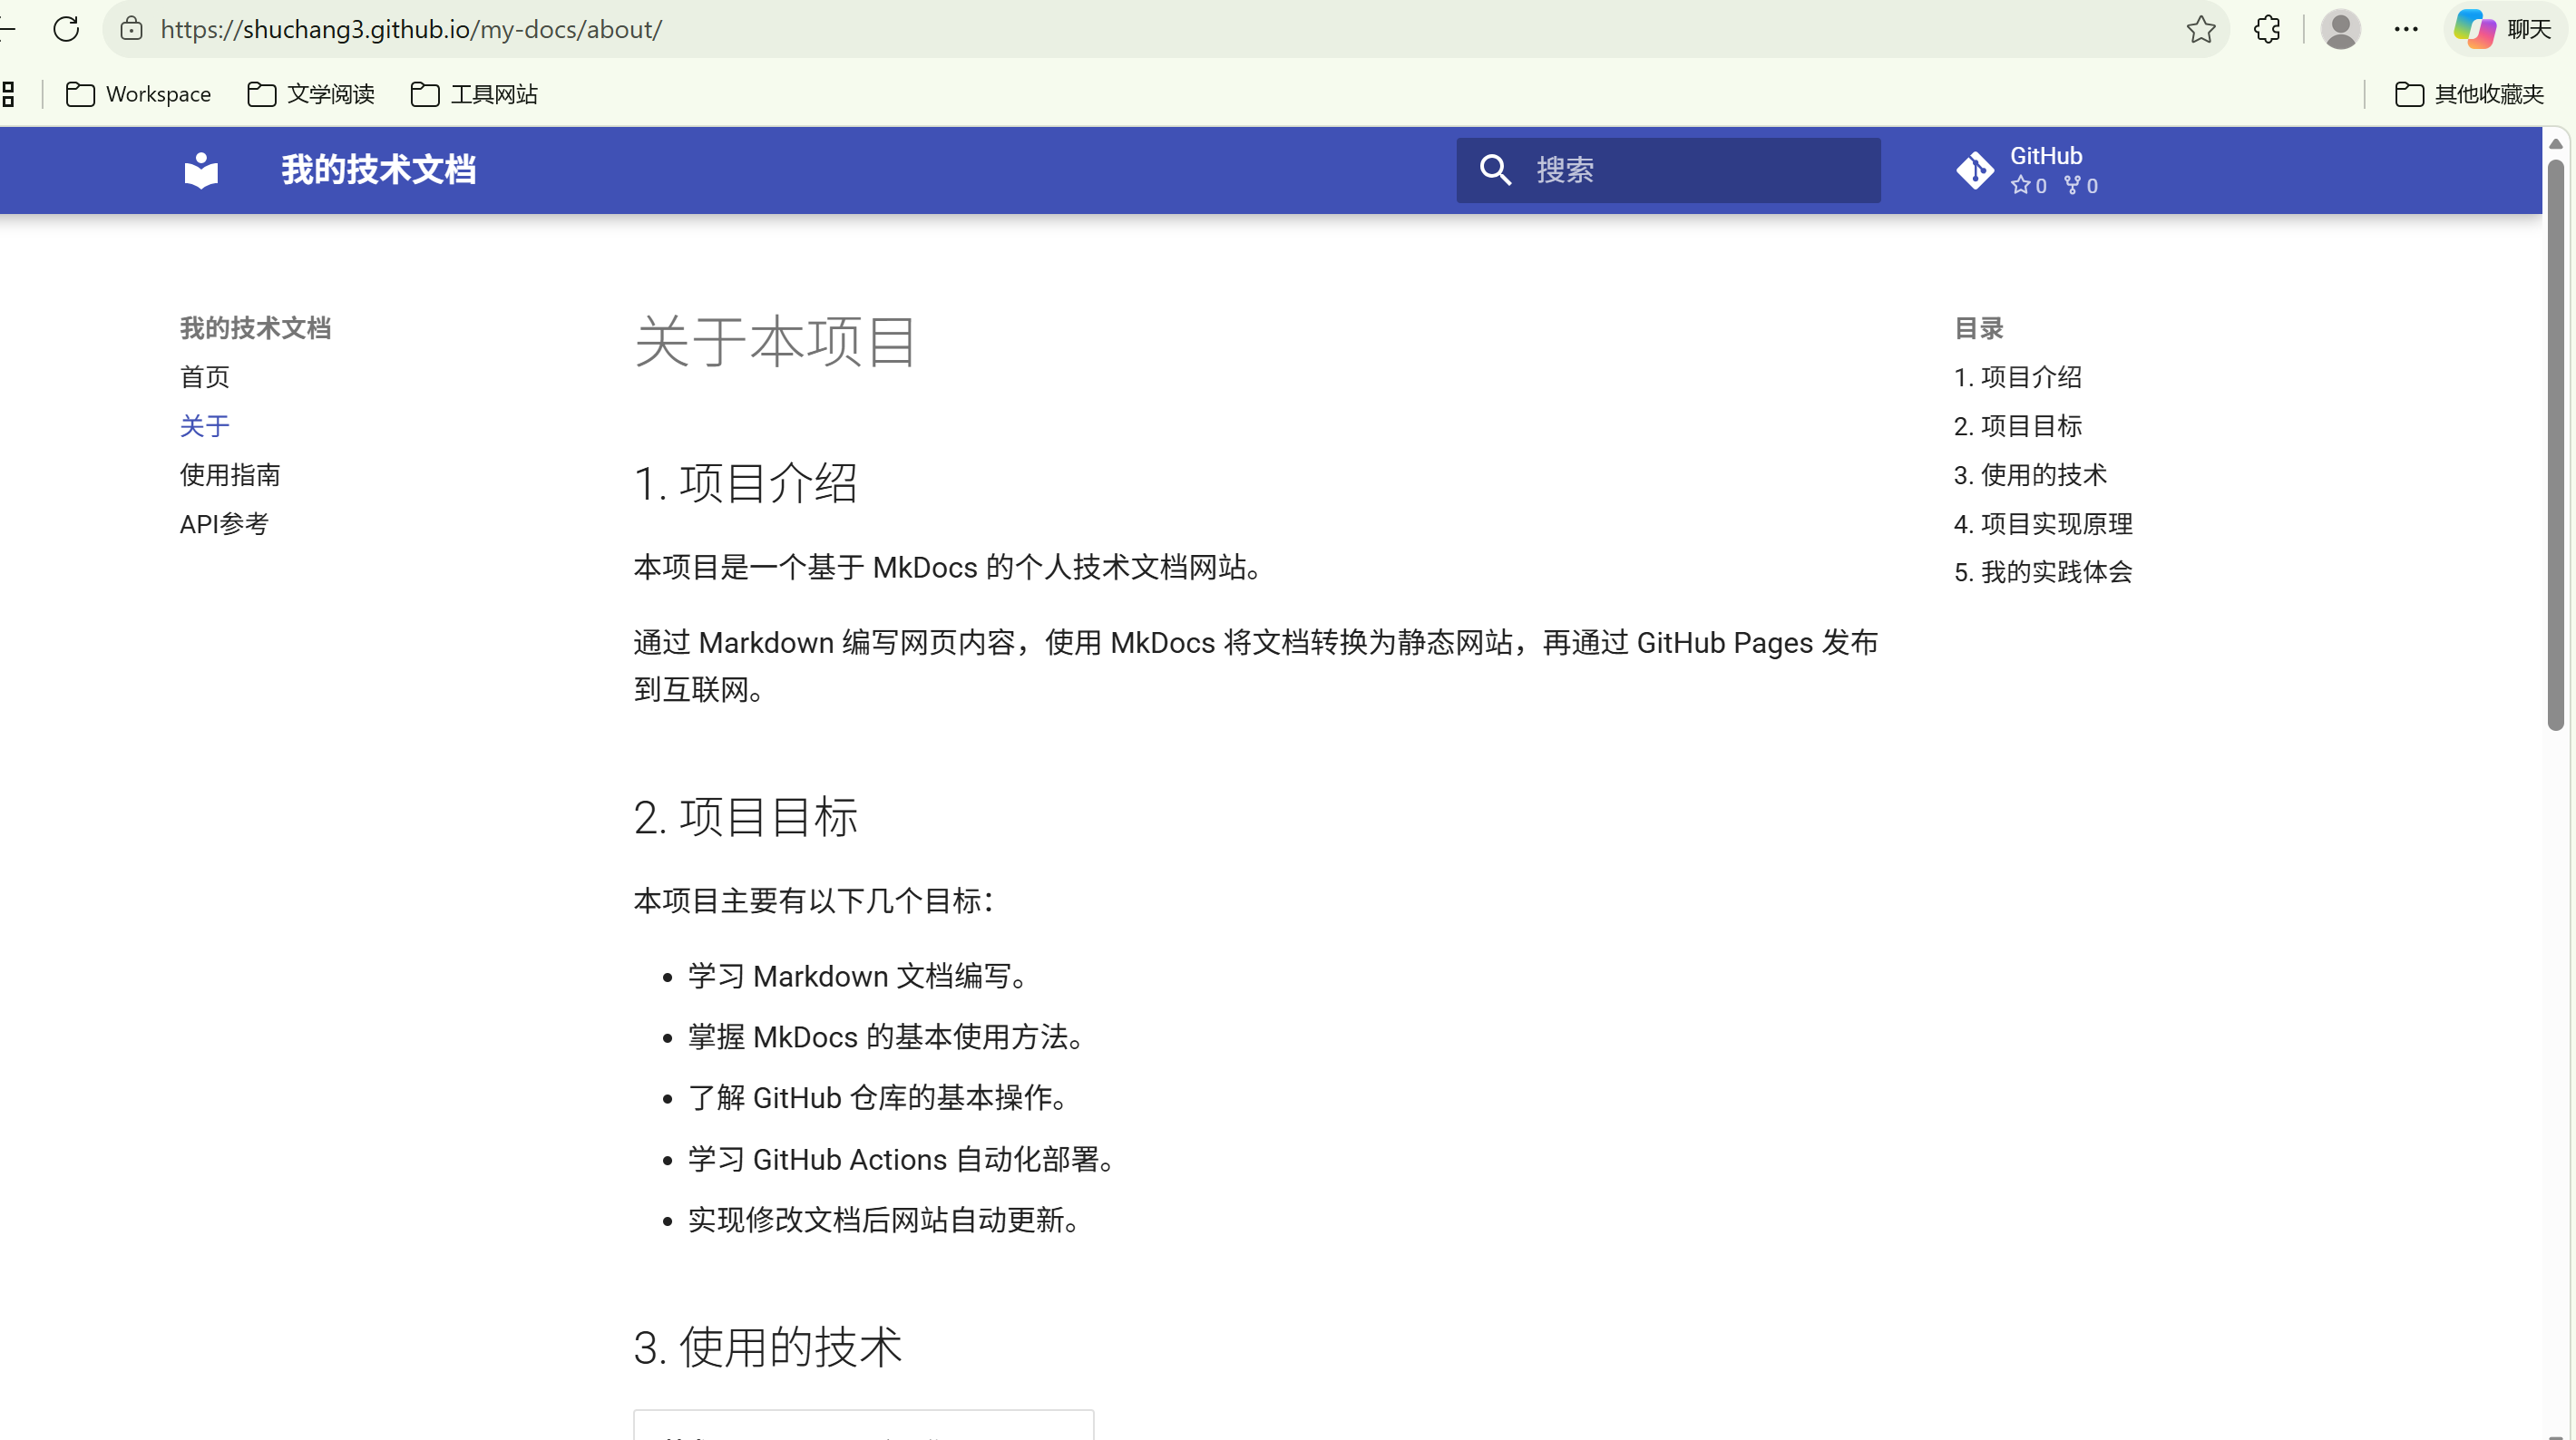 https://shuchang3.github.io/my-docs/about/
聊天
Workspace
文学阅读
工具网站
其他收藏夹
我的技术文档
搜索
GitHub
0
0
我的技术文档
首页
关于
使用指南
API参考
关于本项目
1. 项目介绍
本项目是一个基于 MkDocs 的个人技术文档网站。
通过 Markdown 编写网页内容，使用 MkDocs 将文档转换为静态网站，再通过 GitHub Pages 发布
到互联网。
2. 项目目标
本项目主要有以下几个目标：
• 学习 Markdown 文档编写。
• 掌握 MkDocs 的基本使用方法。
• 了解 GitHub 仓库的基本操作。
• 学习 GitHub Actions 自动化部署。
• 实现修改文档后网站自动更新。
3. 使用的技术
目录
1. 项目介绍
2. 项目目标
3. 使用的技术
4. 项目实现原理
5. 我的实践体会